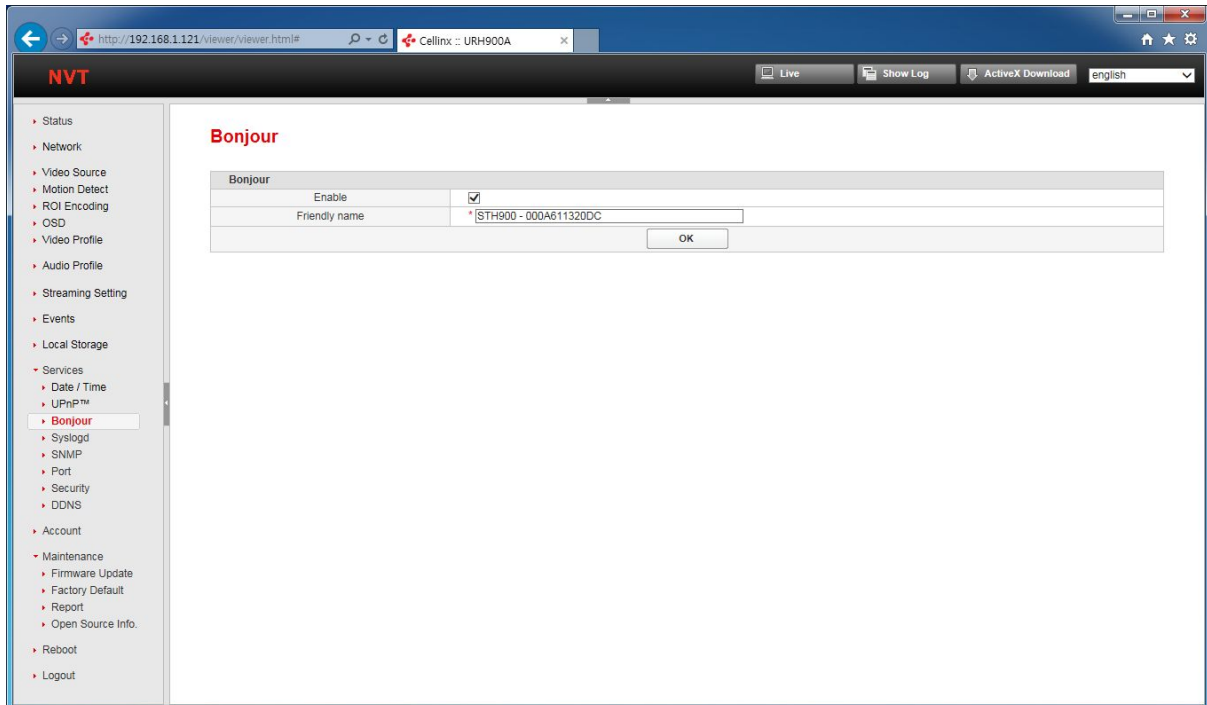 http://192.168.1.121/viewer/viewer.html#
Cellinx :: URH900A
NVT
Live
Show Log
ActiveX Download
english
Status
Network
Video Source
Motion Detect
ROI Encoding
OSD
Video Profile
Audio Profile
Streaming Setting
Events
Local Storage
Services
Date / Time
UPnP™
Bonjour
Syslogd
SNMP
Port
Security
DDNS
Account
Maintenance
Firmware Update
Factory Default
Report
Open Source Info.
Reboot
Logout
Bonjour
Bonjour
Enable
Friendly name * STH900 - 000A611320DC
OK